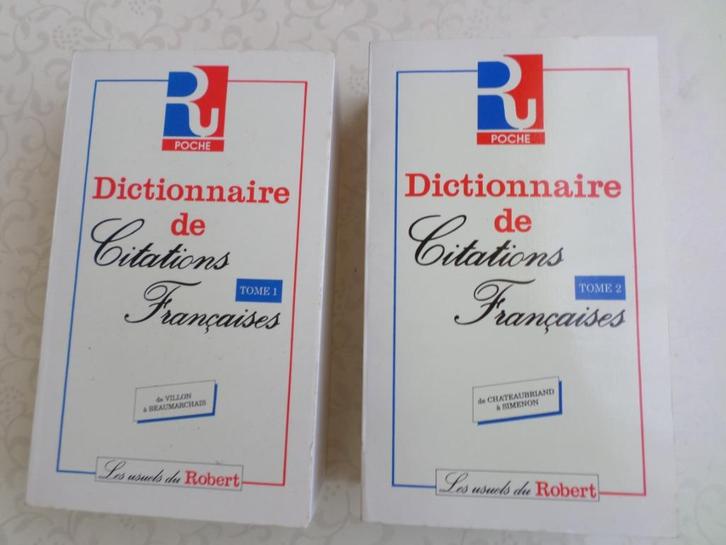 Ru
POCHE
Dictionnaire
de
Citations
TOME 1
Françaises
de VILLON
à BEAUMARCHAIS
Les usuels du Robert
Ru
POCHE
Dictionnaire
de
Citations
TOME 2
Françaises
de CHATEAUBRIAND
à SIMENON
Les usuels du Robert